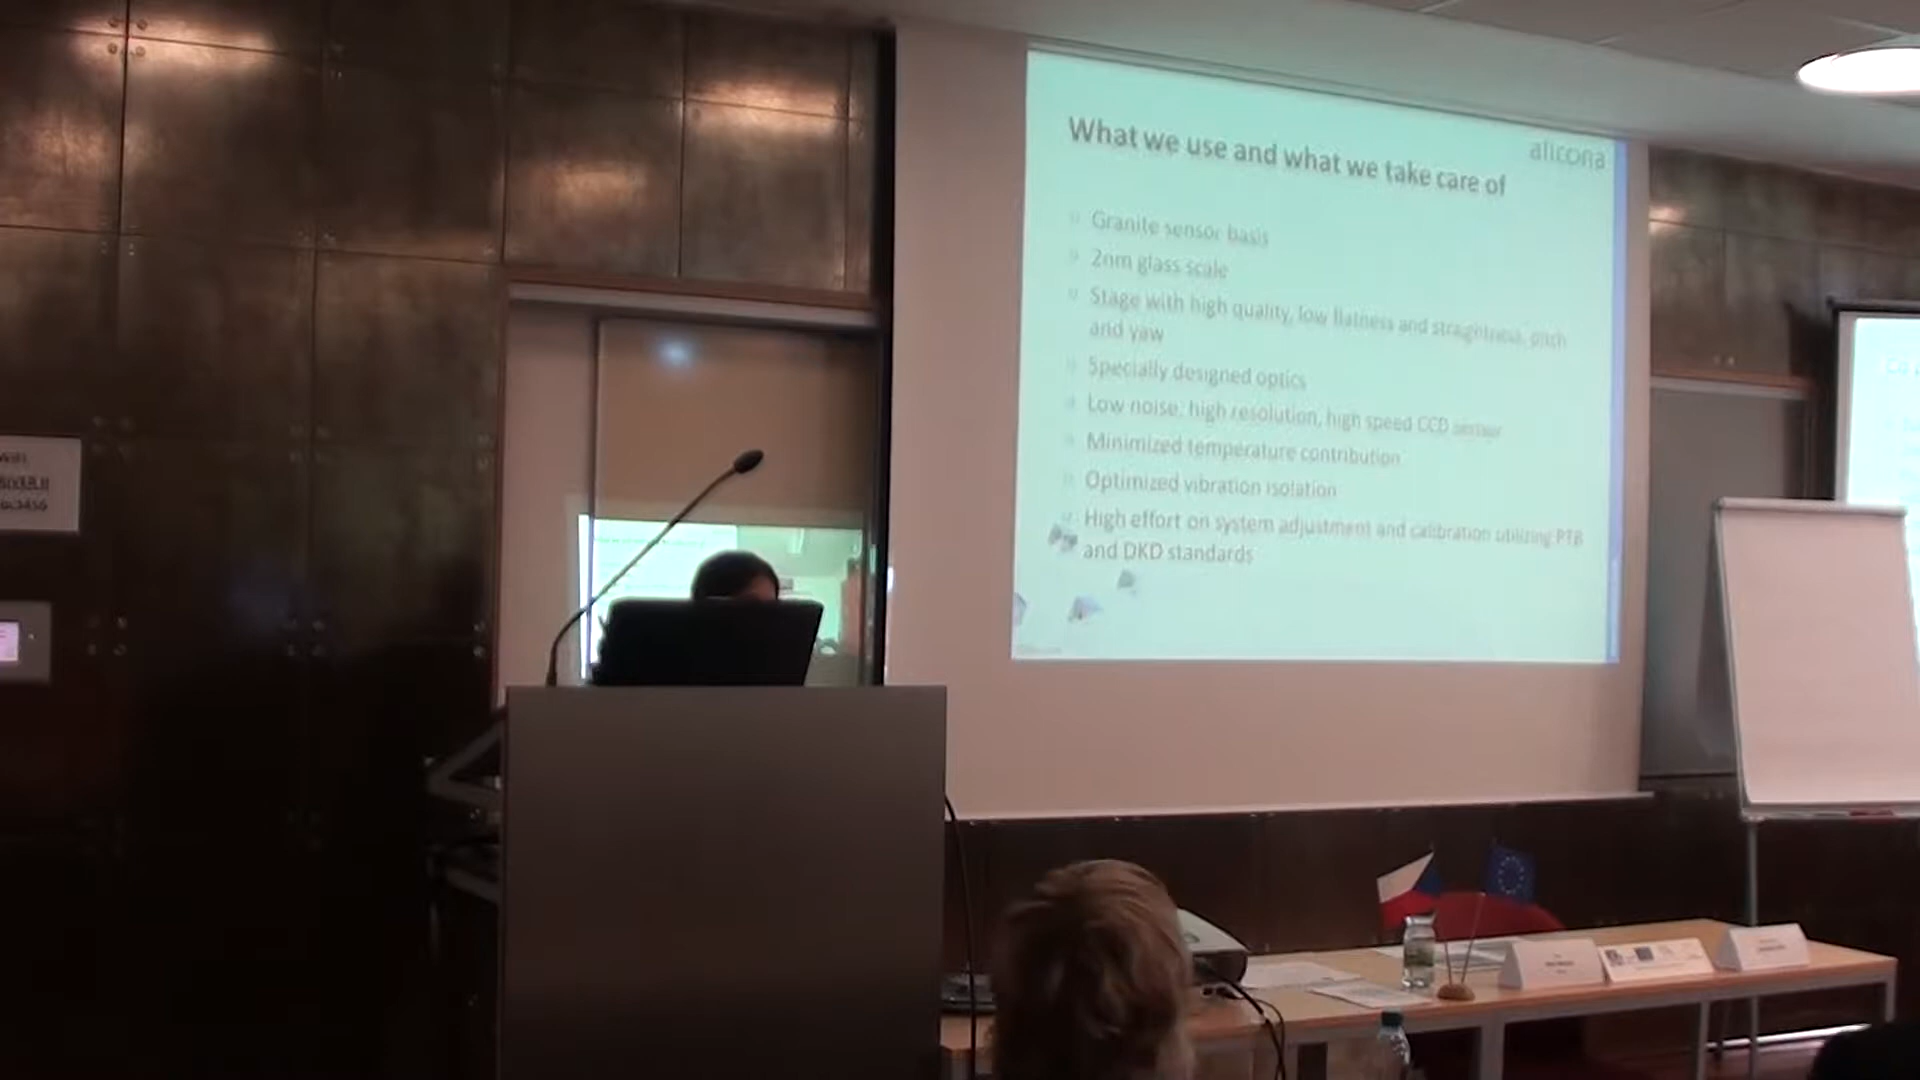 What we use and what we take care of
alicona
Granite sensor basis
2nm glass scale
Stage with high quality, low flatness and straightness, pitch
and yaw
Specially designed optics
Low noise, high resolution, high speed CCD sensor
Minimized temperature contribution
Optimized vibration isolation
High effort on system adjustment and calibration utilizing PTB
and DKD standards